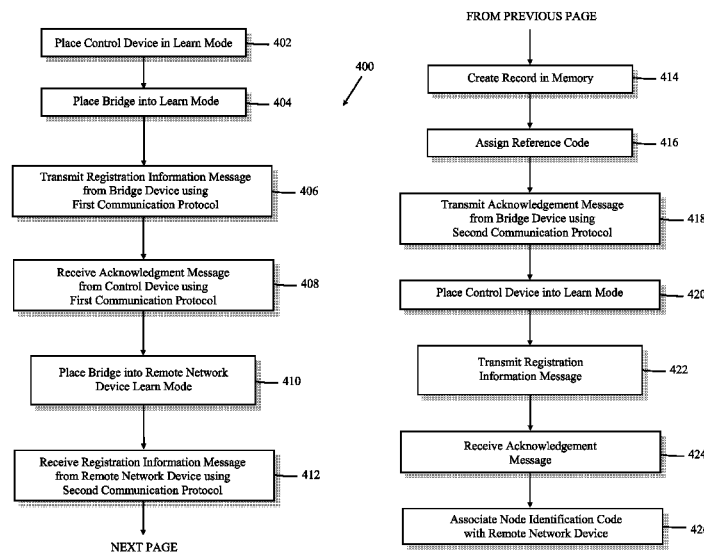 Place Control Device in Learn Mode
402
400
Place Bridge into Learn Mode
404
Transmit Registration Information Message
from Bridge Device using
First Communication Protocol
406
Receive Acknowledgment Message
from Control Device using
First Communication Protocol
408
Place Bridge into Remote Network
Device Learn Mode
410
Receive Registration Information Message
from Remote Network Device using
Second Communication Protocol
412
NEXT PAGE
FROM PREVIOUS PAGE
Create Record in Memory
414
Assign Reference Code
416
Transmit Acknowledgement Message
from Bridge Device using
Second Communication Protocol
418
Place Control Device into Learn Mode
420
Transmit Registration
Information Message
422
Receive Acknowledgement
Message
424
Associate Node Identification Code
with Remote Network Device
426